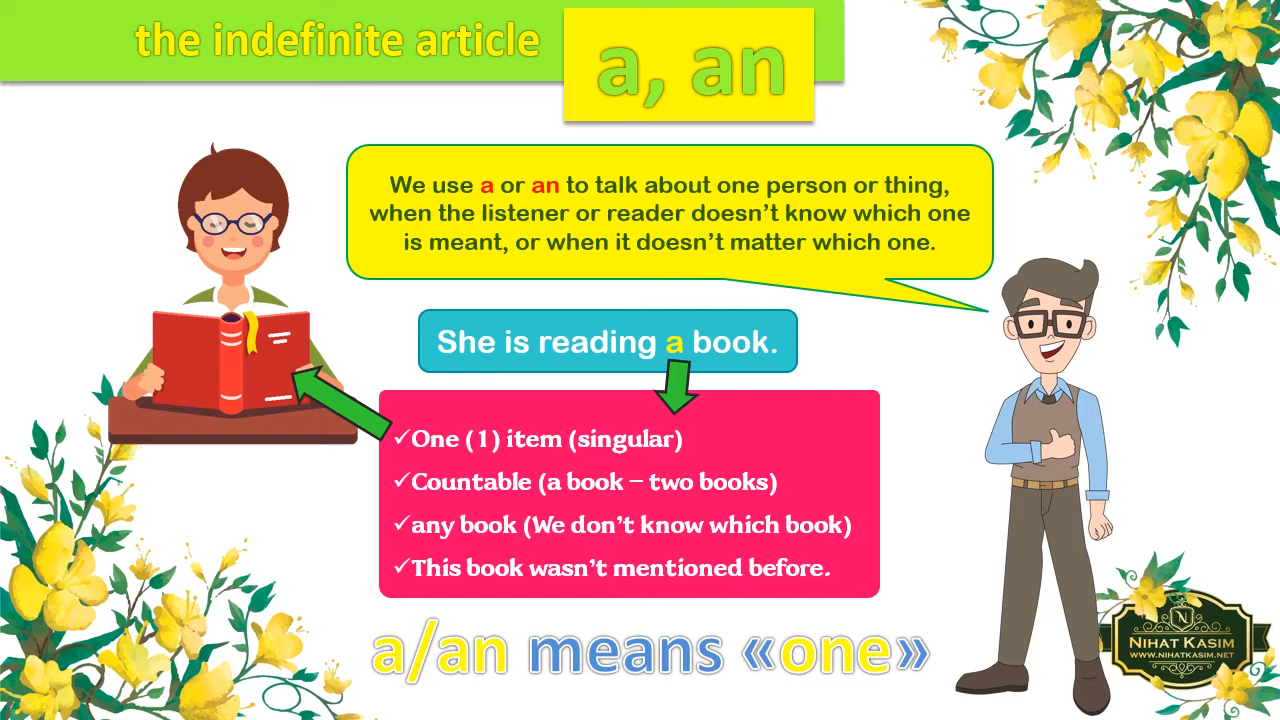 the indefinite article
a, an
We use a or an to talk about one person or thing,
when the listener or reader doesn’t know which one
is meant, or when it doesn’t matter which one.
She is reading a book.
✓One (1) item (singular)
✓Countable (a book – two books)
✓any book (We don’t know which book)
✓This book wasn’t mentioned before.
a/an means «one»
N
NIHAT KASIM
WWW.NIHATKASIM.NET